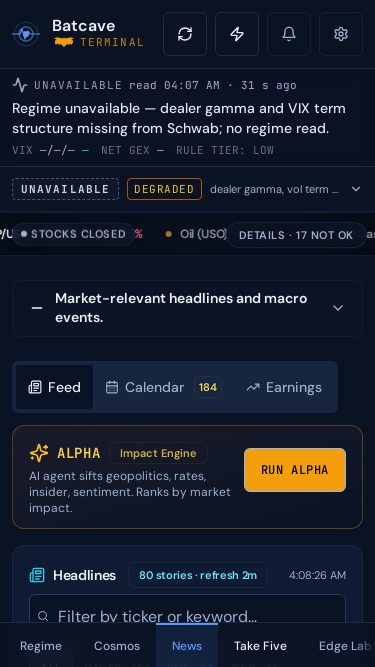 Batcave
TERMINAL
UNAVAILABLE read 04:07 AM · 31 s ago
Regime unavailable — dealer gamma and VIX term
structure missing from Schwab; no regime read.
VIX —/—/— — NET GEX — RULE TIER: LOW
UNAVAILABLE DEGRADED dealer gamma, vol term ...
STOCKS CLOSED % Oil (USO) DETAILS · 17 NOT OK
Market-relevant headlines and macro
events.
Feed Calendar 184 Earnings
ALPHA Impact Engine
RUN ALPHA
AI agent sifts geopolitics, rates,
insider, sentiment. Ranks by market
impact.
Headlines 80 stories · refresh 2m 4:08:26 AM
Filter by ticker or keyword...
Regime Cosmos News Take Five Edge Lab